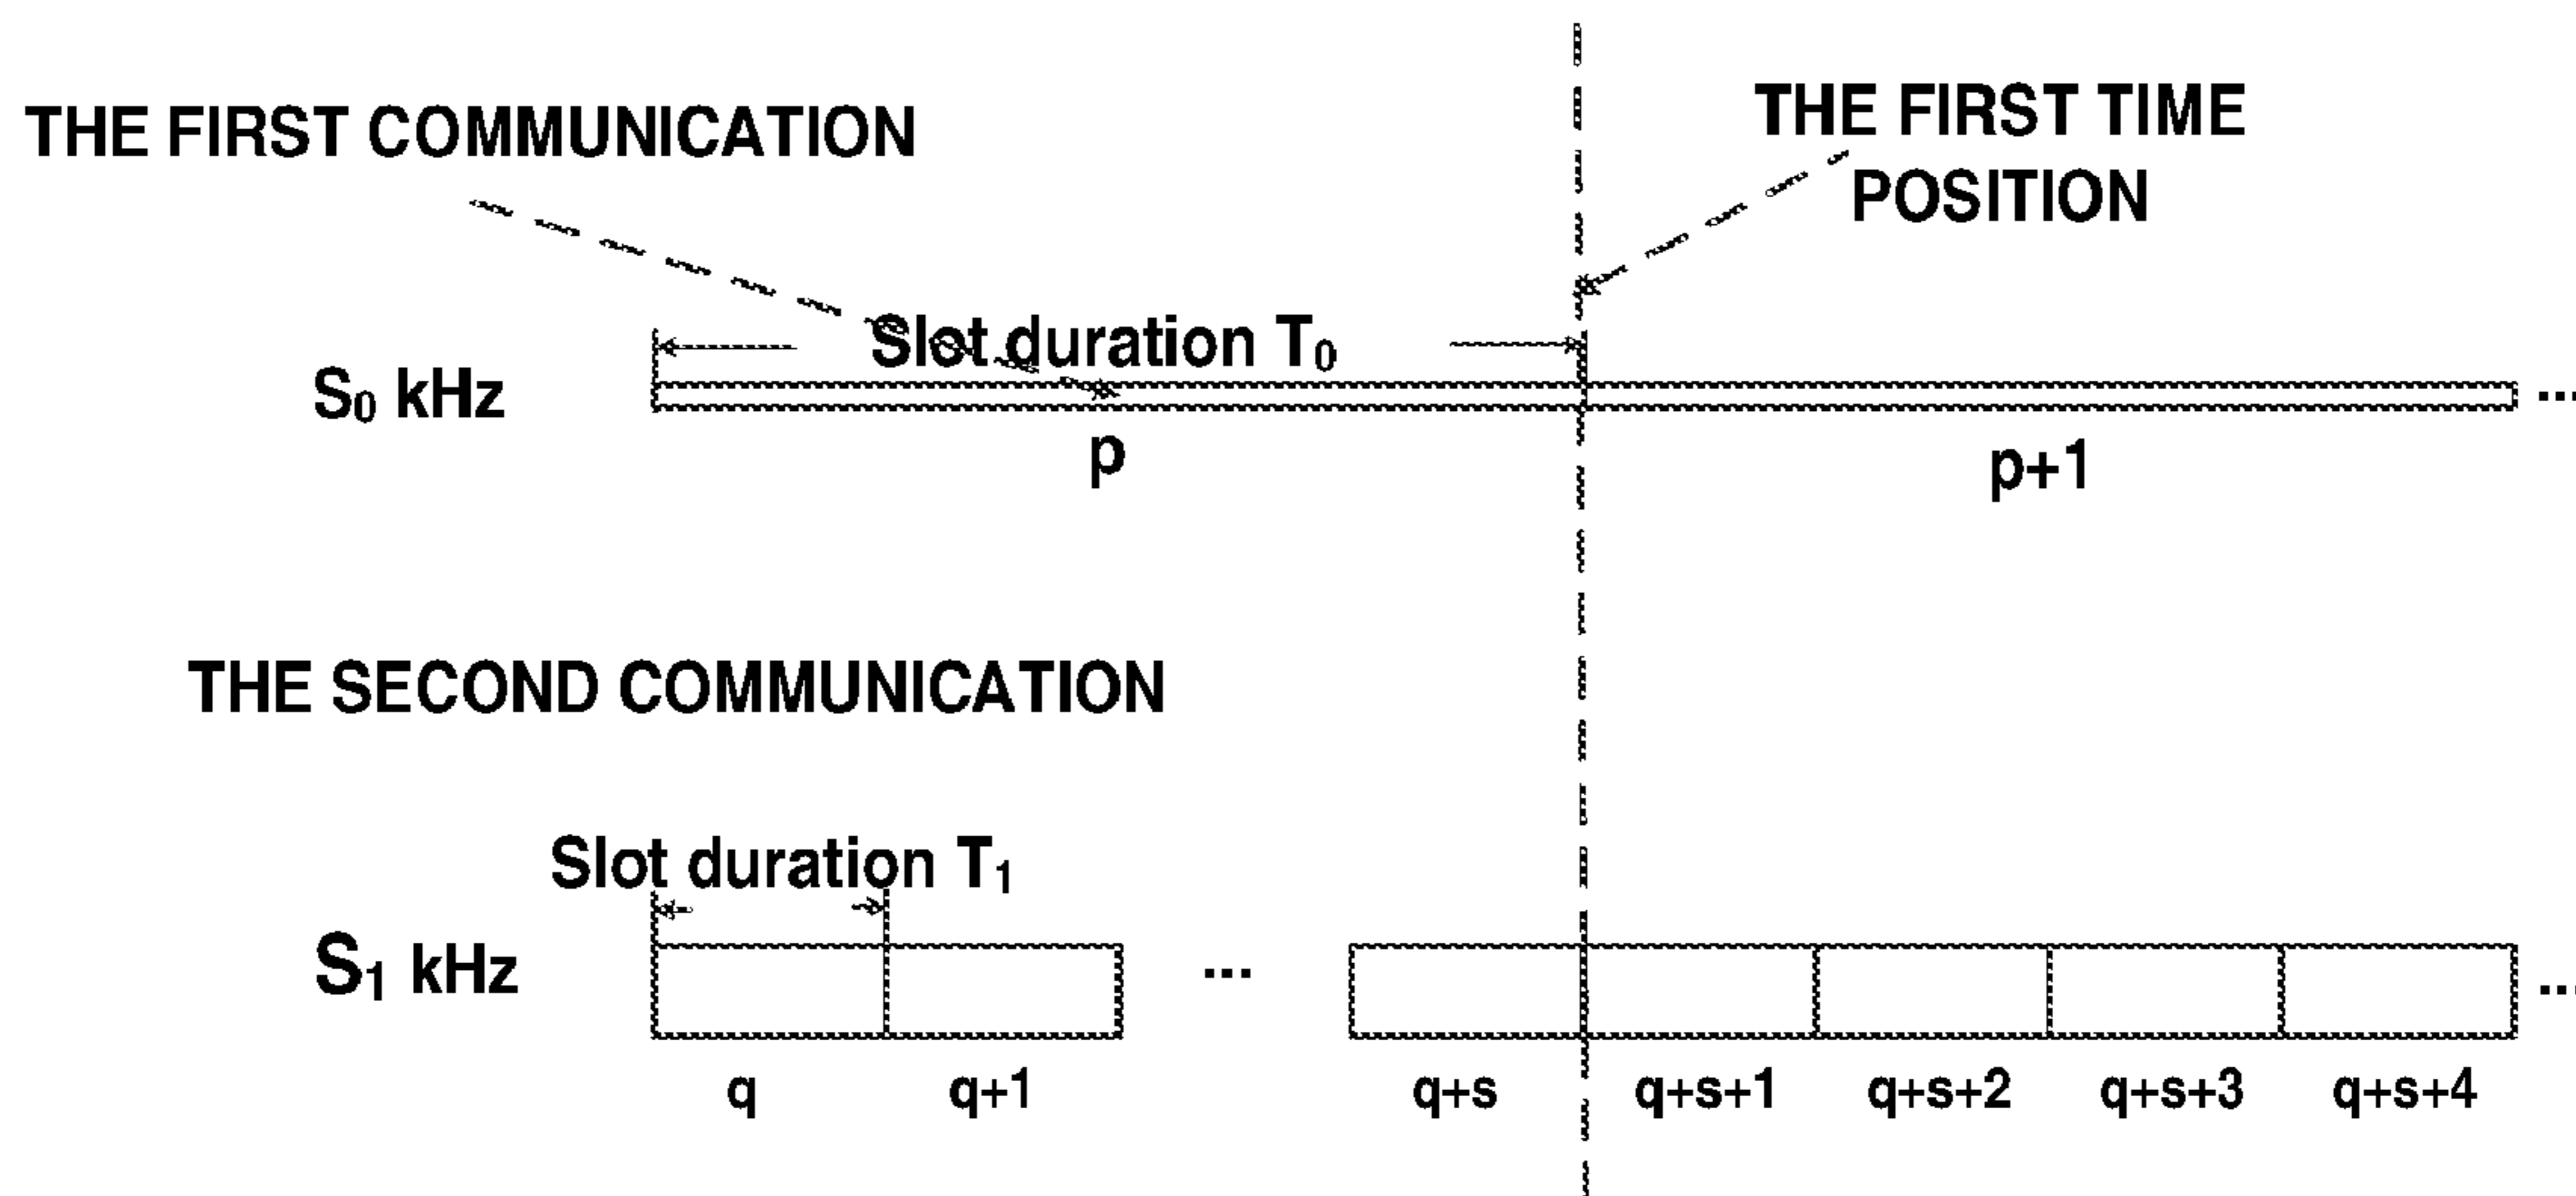 THE FIRST COMMUNICATION
THE FIRST TIME
POSITION
Slot duration T₀
S₀ kHz
...
p
p+1
THE SECOND COMMUNICATION
Slot duration T₁
S₁ kHz
...
...
q
q+1
q+s
q+s+1
q+s+2
q+s+3
q+s+4